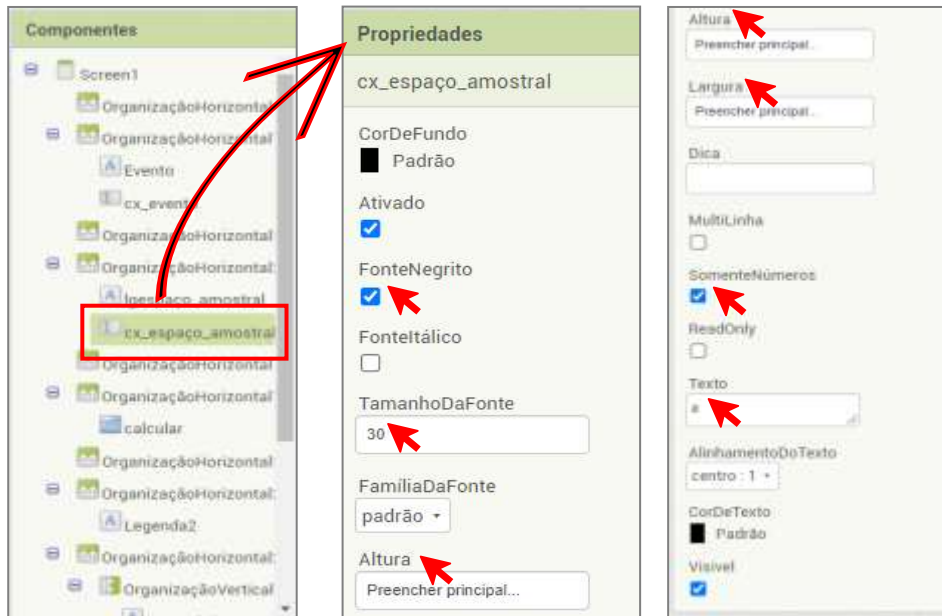 Componentes
Screen1
OrganizaçãoHorizontal
OrganizaçãoHorizontal
Evento
cx_evento
OrganizaçãoHorizontal
OrganizaçãoHorizontal
lgespaço_amostral
cx_espaço_amostral
OrganizaçãoHorizontal
OrganizaçãoHorizontal
calcular
OrganizaçãoHorizontal
OrganizaçãoHorizontal
Legenda2
OrganizaçãoHorizontal
OrganizaçãoVertical
Propriedades
cx_espaço_amostral
CorDeFundo
Padrão
Ativado
FonteNegrito
FonteItálico
TamanhoDaFonte
30
FamíliaDaFonte
padrão
Altura
Preencher principal...
Altura
Preencher principal...
Largura
Preencher principal...
Dica
MultiLinha
SomenteNúmeros
ReadOnly
Texto
AlinhamentoDoTexto
centro : 1
CorDeTexto
Padrão
Visível